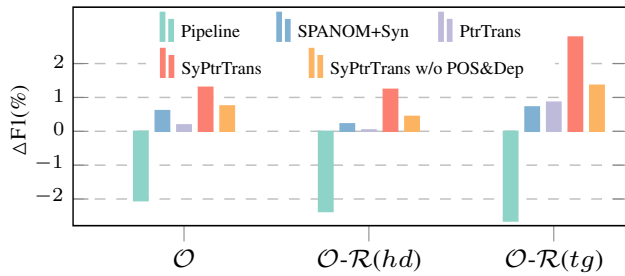 Pipeline SPANOM+Syn PtrTrans
SyPtrTrans SyPtrTrans w/o POS&Dep
ΔF1(%)
2
1
0
−1
−2
𝒪 𝒪-ℛ(hd) 𝒪-ℛ(tg)